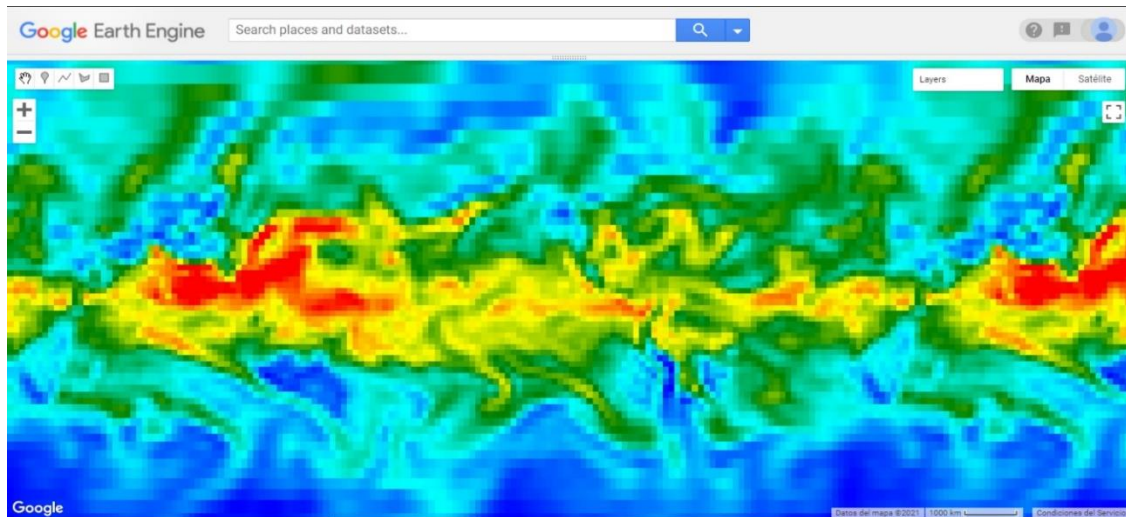 Google Earth Engine
Search places and datasets...
Layers
Mapa
Satélite
+
−
Google
Datos del mapa ©2021
1000 km
Condiciones del Servicio